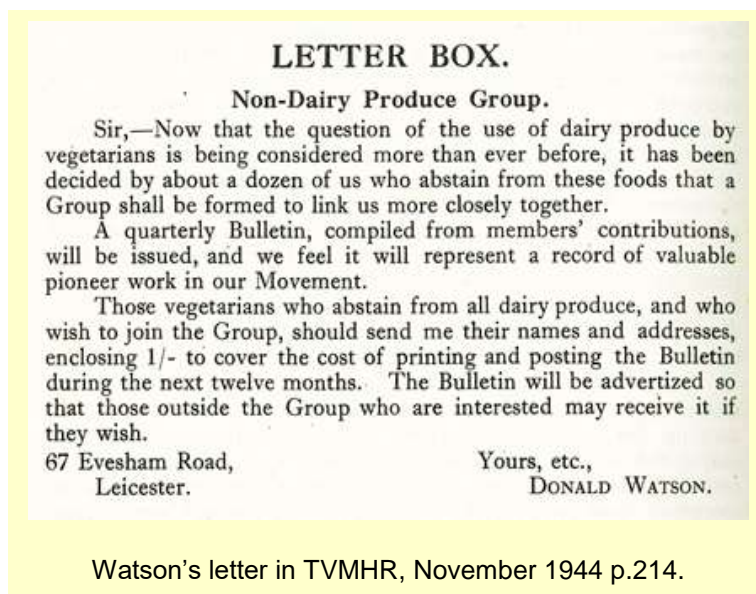 LETTER BOX.
Non-Dairy Produce Group.
Sir,—Now that the question of the use of dairy produce by
vegetarians is being considered more than ever before, it has been
decided by about a dozen of us who abstain from these foods that a
Group shall be formed to link us more closely together.
A quarterly Bulletin, compiled from members' contributions,
will be issued, and we feel it will represent a record of valuable
pioneer work in our Movement.
Those vegetarians who abstain from all dairy produce, and who
wish to join the Group, should send me their names and addresses,
enclosing 1/- to cover the cost of printing and posting the Bulletin
during the next twelve months. The Bulletin will be advertized so
that those outside the Group who are interested may receive it if
they wish.
67 Evesham Road, Yours, etc.,
Leicester. DONALD WATSON.
Watson's letter in TVMHR, November 1944 p.214.